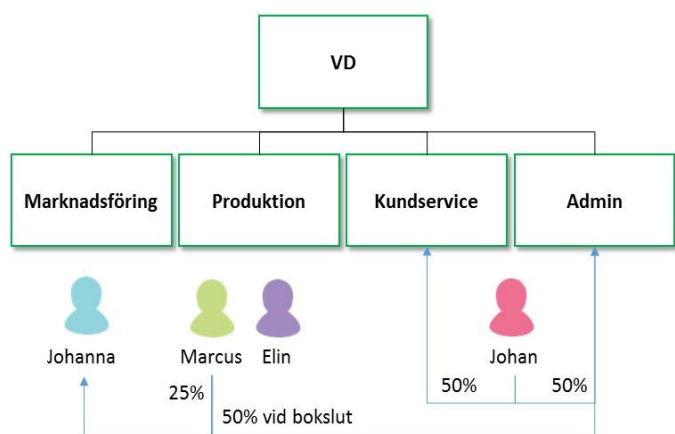 VD
Marknadsföring
Produktion
Kundservice
Admin
Johanna
Marcus
Elin
Johan
25%
50% vid bokslut
50%
50%